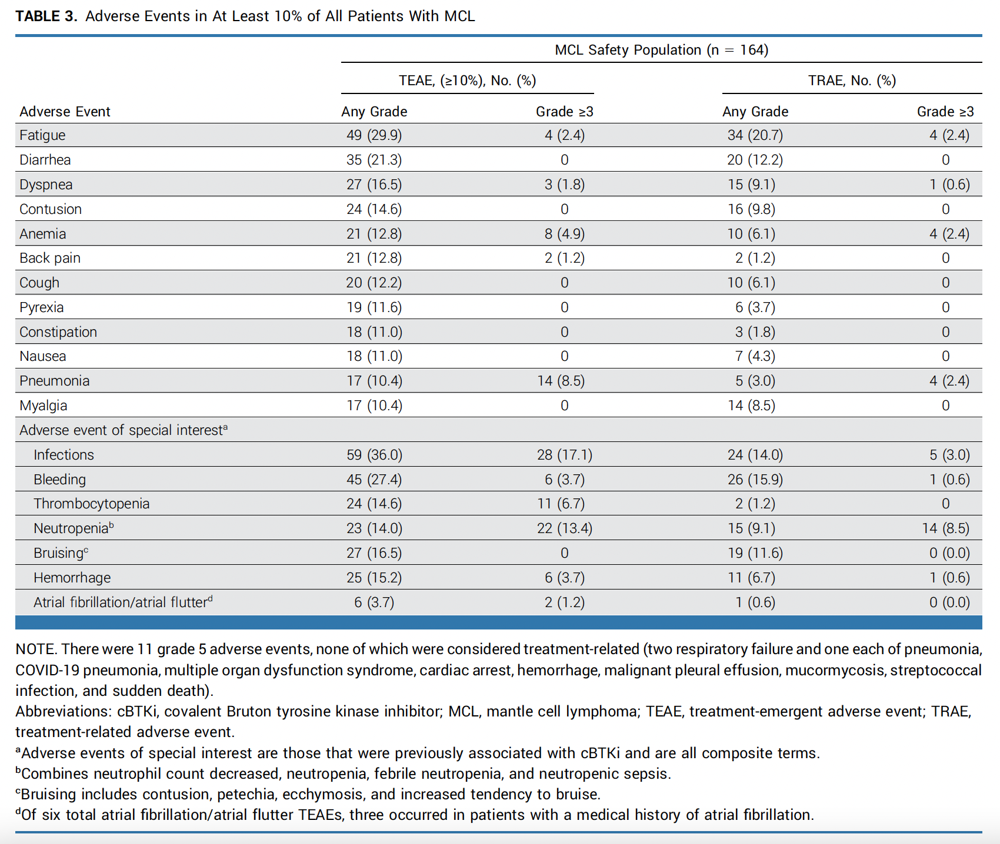 TABLE 3. Adverse Events in At Least 10% of All Patients With MCL
MCL Safety Population (n = 164)
TEAE, (≥10%), No. (%) TRAE, No. (%)
Adverse Event Any Grade Grade ≥3 Any Grade Grade ≥3
Fatigue 49 (29.9) 4 (2.4) 34 (20.7) 4 (2.4)
Diarrhea 35 (21.3) 0 20 (12.2) 0
Dyspnea 27 (16.5) 3 (1.8) 15 (9.1) 1 (0.6)
Contusion 24 (14.6) 0 16 (9.8) 0
Anemia 21 (12.8) 8 (4.9) 10 (6.1) 4 (2.4)
Back pain 21 (12.8) 2 (1.2) 2 (1.2) 0
Cough 20 (12.2) 0 10 (6.1) 0
Pyrexia 19 (11.6) 0 6 (3.7) 0
Constipation 18 (11.0) 0 3 (1.8) 0
Nausea 18 (11.0) 0 7 (4.3) 0
Pneumonia 17 (10.4) 14 (8.5) 5 (3.0) 4 (2.4)
Myalgia 17 (10.4) 0 14 (8.5) 0
Adverse event of special interestᵃ
Infections 59 (36.0) 28 (17.1) 24 (14.0) 5 (3.0)
Bleeding 45 (27.4) 6 (3.7) 26 (15.9) 1 (0.6)
Thrombocytopenia 24 (14.6) 11 (6.7) 2 (1.2) 0
Neutropeniaᵇ 23 (14.0) 22 (13.4) 15 (9.1) 14 (8.5)
Bruisingᶜ 27 (16.5) 0 19 (11.6) 0 (0.0)
Hemorrhage 25 (15.2) 6 (3.7) 11 (6.7) 1 (0.6)
Atrial fibrillation/atrial flutterᵈ 6 (3.7) 2 (1.2) 1 (0.6) 0 (0.0)
NOTE. There were 11 grade 5 adverse events, none of which were considered treatment-related (two respiratory failure and one each of pneumonia,
COVID-19 pneumonia, multiple organ dysfunction syndrome, cardiac arrest, hemorrhage, malignant pleural effusion, mucormycosis, streptococcal
infection, and sudden death).
Abbreviations: cBTKi, covalent Bruton tyrosine kinase inhibitor; MCL, mantle cell lymphoma; TEAE, treatment-emergent adverse event; TRAE,
treatment-related adverse event.
ᵃAdverse events of special interest are those that were previously associated with cBTKi and are all composite terms.
ᵇCombines neutrophil count decreased, neutropenia, febrile neutropenia, and neutropenic sepsis.
ᶜBruising includes contusion, petechia, ecchymosis, and increased tendency to bruise.
ᵈOf six total atrial fibrillation/atrial flutter TEAEs, three occurred in patients with a medical history of atrial fibrillation.